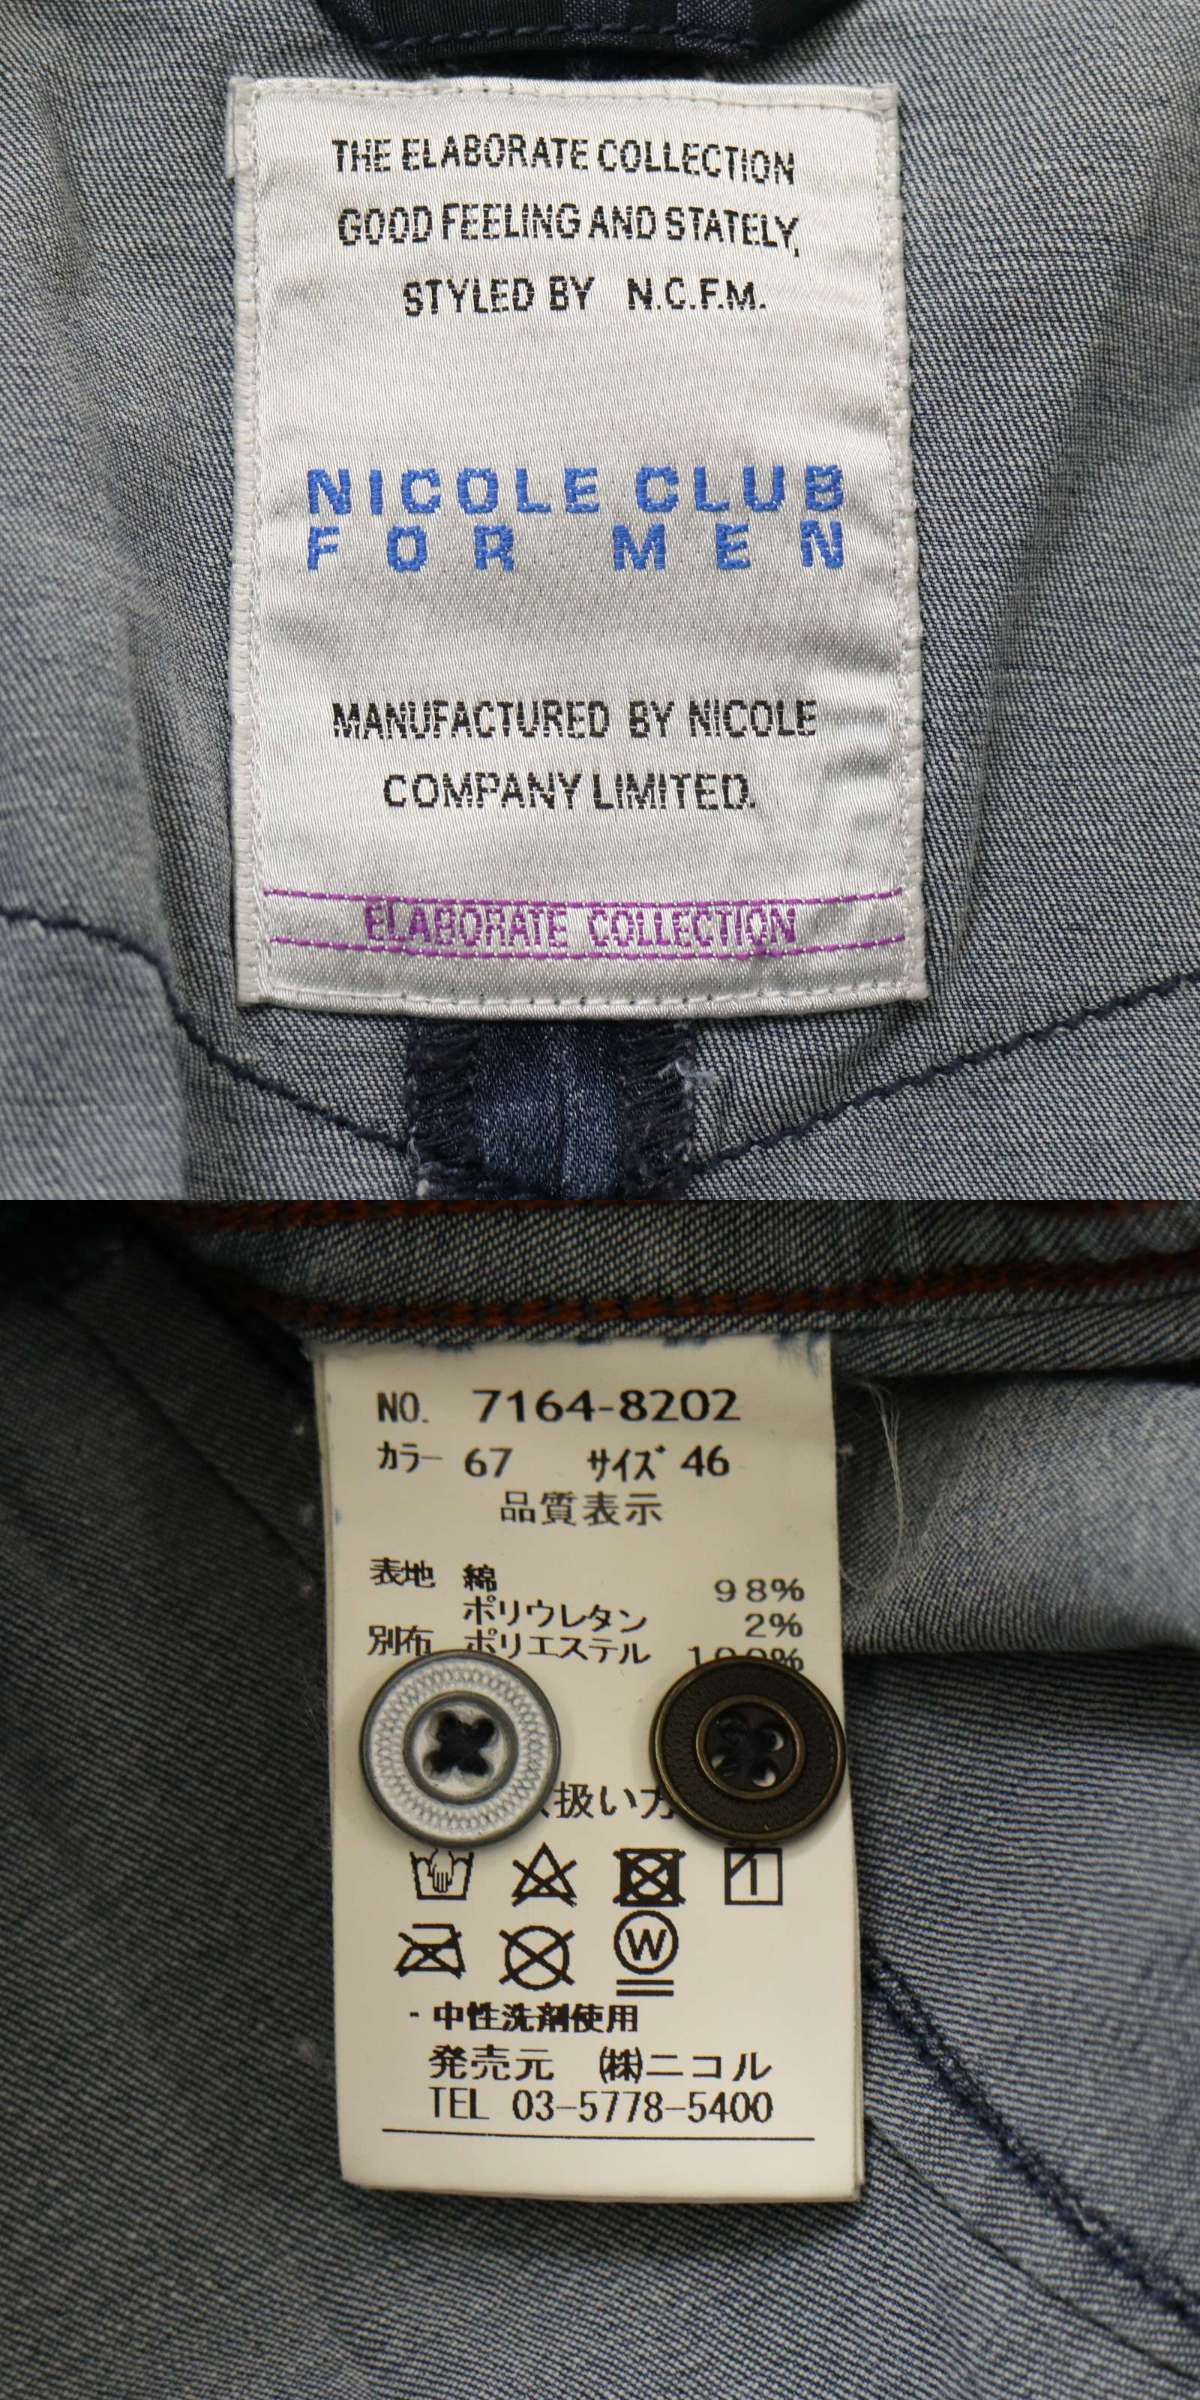 THE ELABORATE COLLECTION
GOOD FEELING AND STATELY,
STYLED BY N.C.F.M.
NICOLE CLUB
FOR MEN
MANUFACTURED BY NICOLE
COMPANY LIMITED.
ELABORATE COLLECTION
NO. 7164-8202
カラー 67 サイズ 46
品質表示
表地 綿 98%
ポリウレタン 2%
別布 ポリエステル 100%
扱い方
W
・中性洗剤使用
発売元 ㈱ニコル
TEL 03-5778-5400